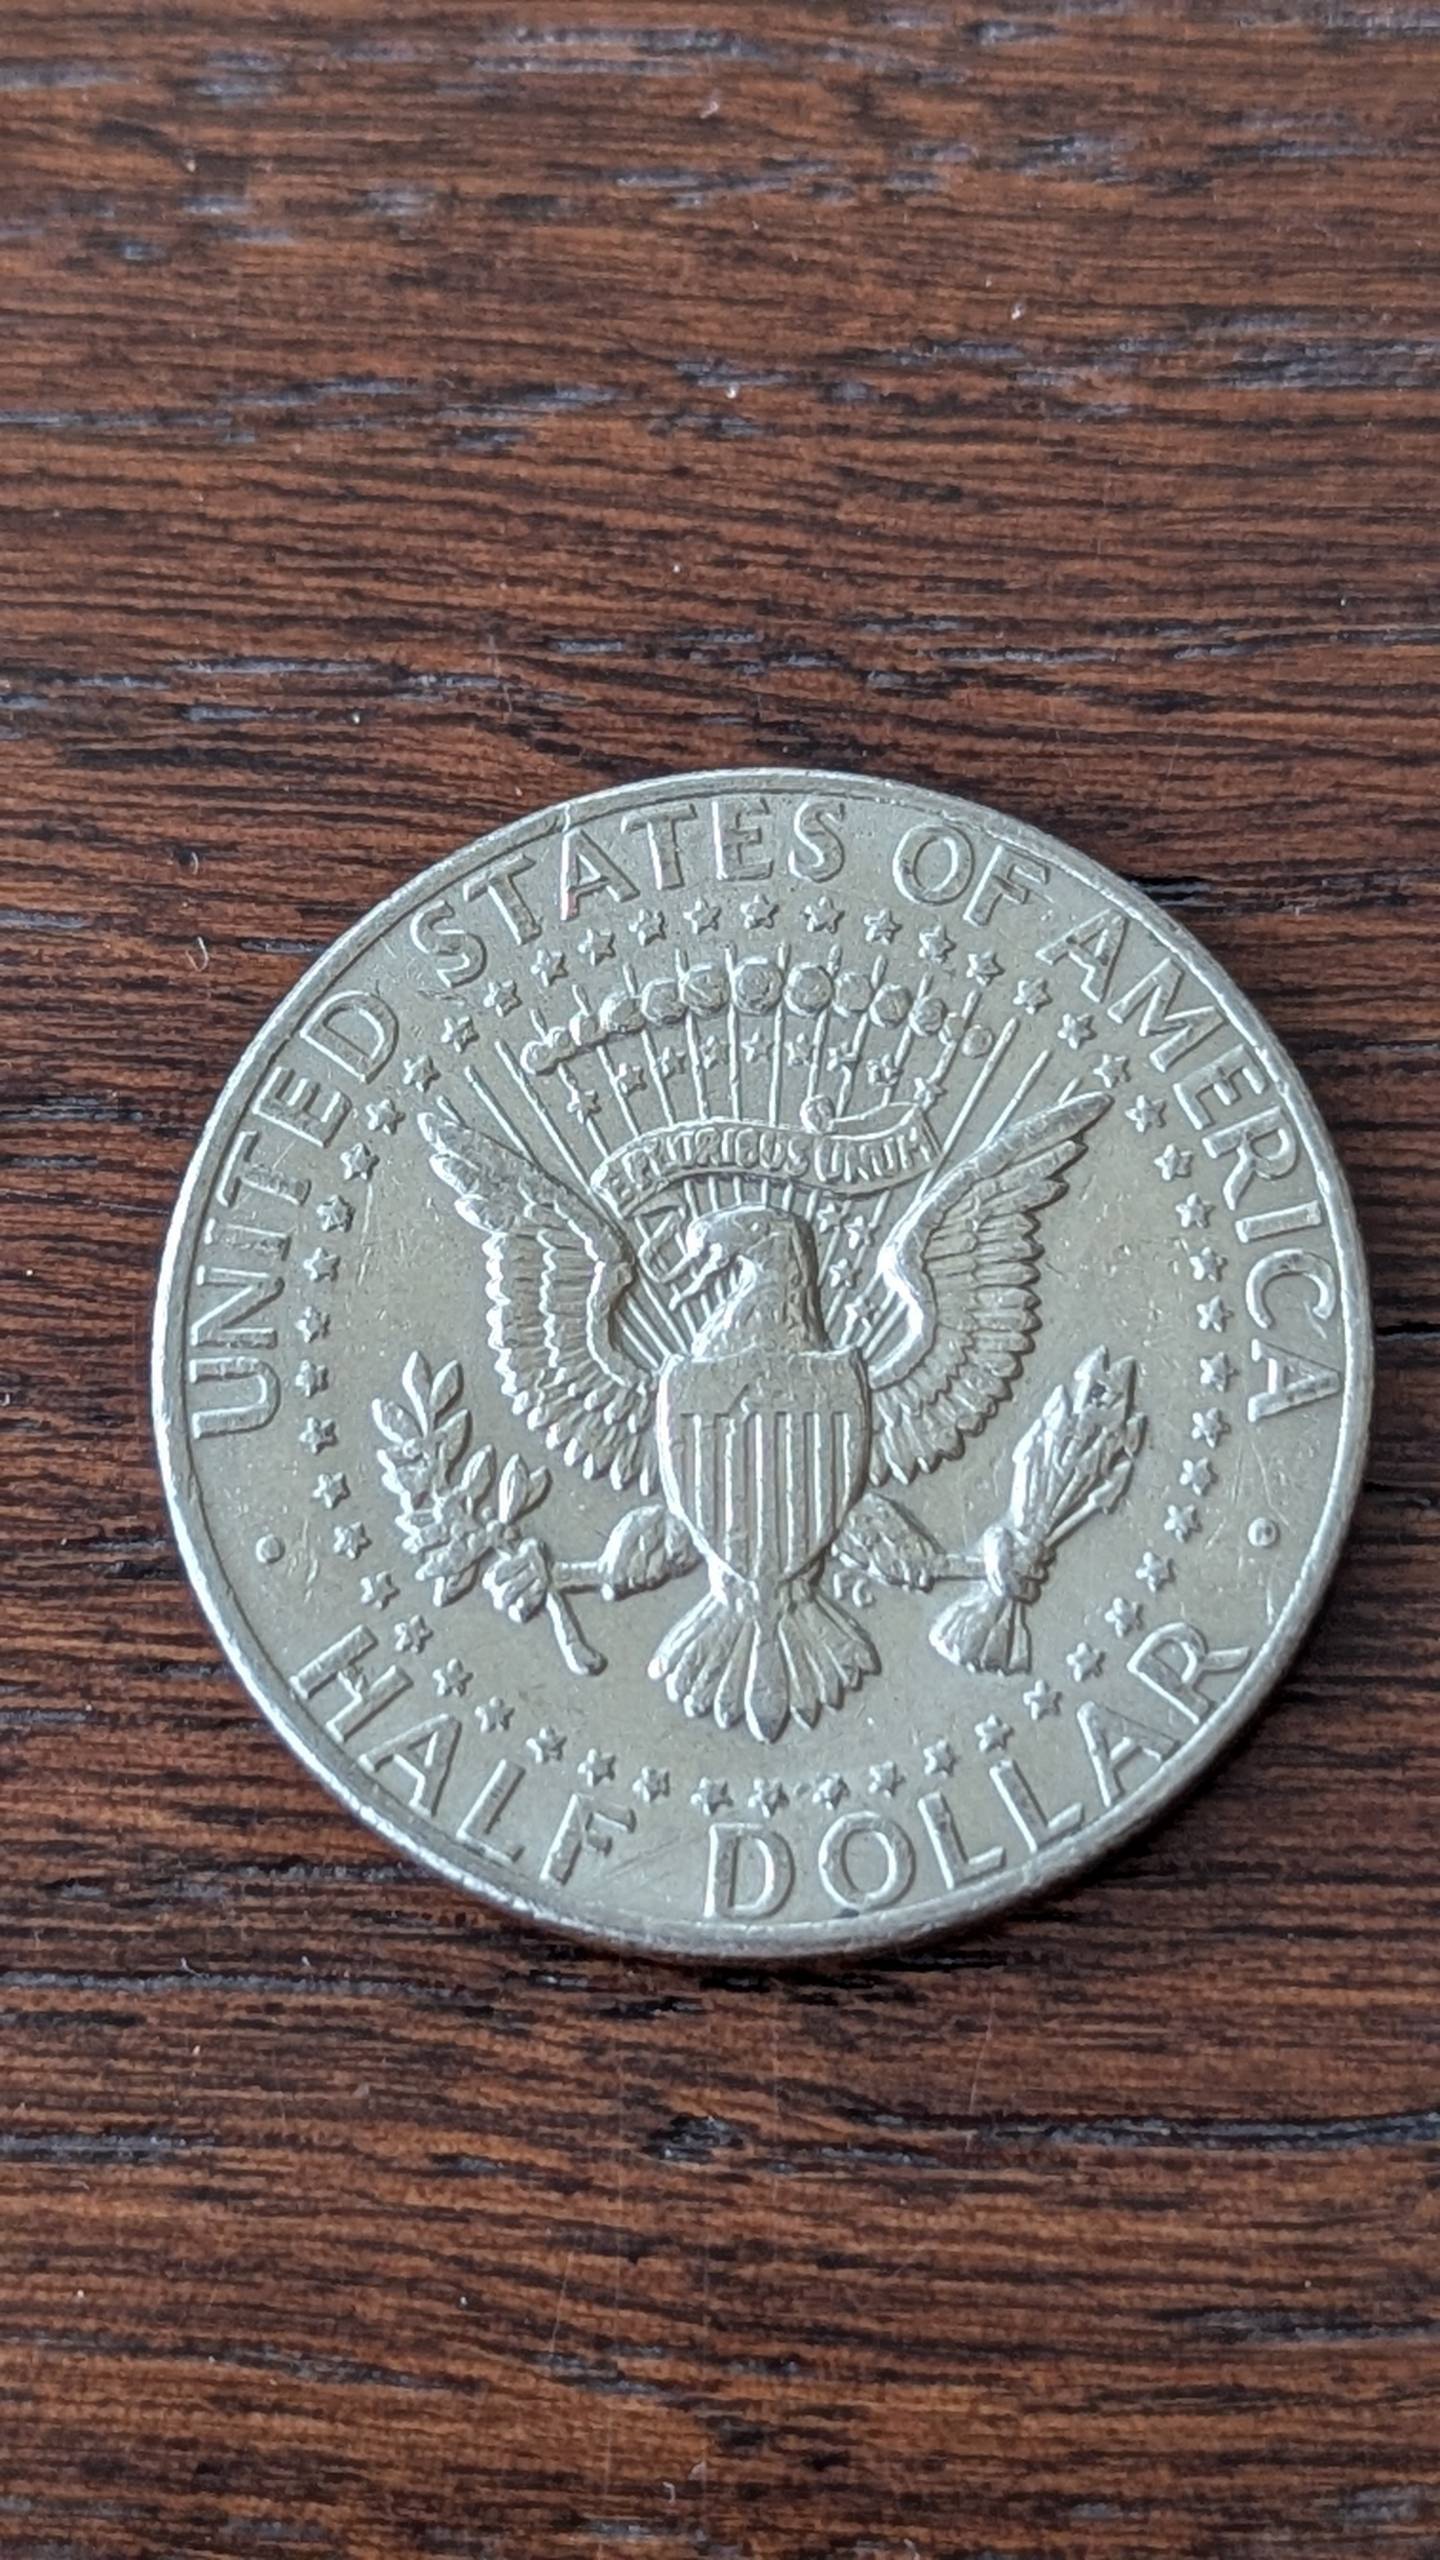 UNITED STATES OF AMERICA
E PLURIBUS UNUM
HALF DOLLAR